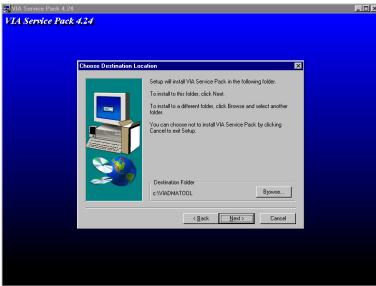 VIA Service Pack 4.24
VIA Service Pack 4.24
Choose Destination Location
Setup will install VIA Service Pack in the following folder.
To install to this folder, click Next.
To install to a different folder, click Browse and select another
folder.
You can choose not to install VIA Service Pack by clicking
Cancel to exit Setup.
Destination Folder
c:\VIADMATOOL
Browse...
< Back
Next >
Cancel